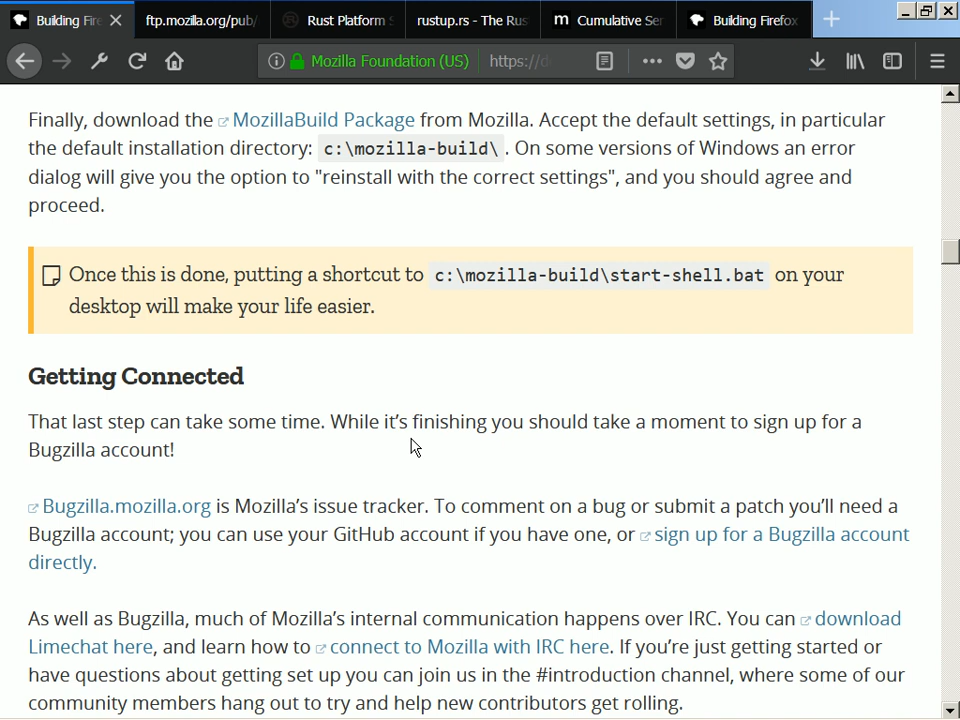 Building Fire
ftp.mozilla.org/pub/
Rust Platform S
rustup.rs - The Rus
Cumulative Ser
Building Firefox
Mozilla Foundation (US)
https://d
Finally, download the MozillaBuild Package from Mozilla. Accept the default settings, in particular
the default installation directory: c:\mozilla-build\ . On some versions of Windows an error
dialog will give you the option to "reinstall with the correct settings", and you should agree and
proceed.
Once this is done, putting a shortcut to c:\mozilla-build\start-shell.bat on your
desktop will make your life easier.
Getting Connected
That last step can take some time. While it’s finishing you should take a moment to sign up for a
Bugzilla account!
Bugzilla.mozilla.org is Mozilla’s issue tracker. To comment on a bug or submit a patch you’ll need a
Bugzilla account; you can use your GitHub account if you have one, or sign up for a Bugzilla account
directly.
As well as Bugzilla, much of Mozilla’s internal communication happens over IRC. You can download
Limechat here, and learn how to connect to Mozilla with IRC here. If you’re just getting started or
have questions about getting set up you can join us in the #introduction channel, where some of our
community members hang out to try and help new contributors get rolling.